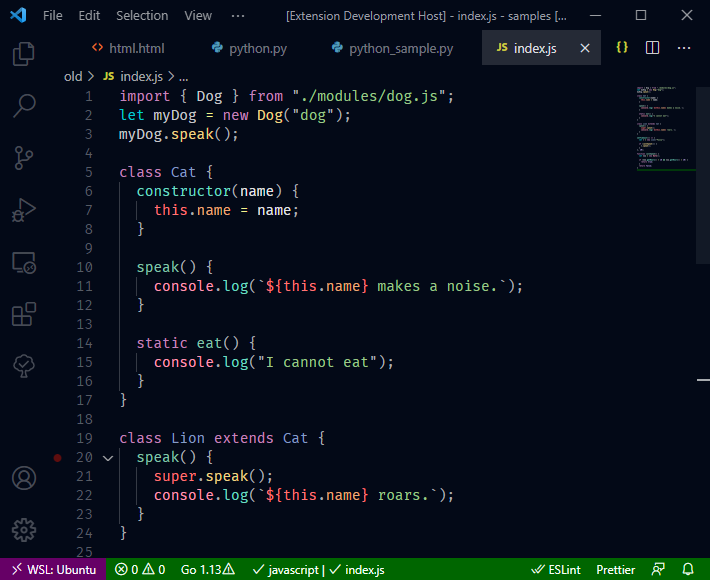 File Edit Selection View ··· [Extension Development Host] - index.js - samples [...
<> html.html python.py python_sample.py JS index.js
old > JS index.js > ...
1 import { Dog } from "./modules/dog.js";
2 let myDog = new Dog("dog");
3 myDog.speak();
4
5 class Cat {
6 constructor(name) {
7 this.name = name;
8 }
9
10 speak() {
11 console.log(`${this.name} makes a noise.`);
12 }
13
14 static eat() {
15 console.log("I cannot eat");
16 }
17 }
18
19 class Lion extends Cat {
20 speak() {
21 super.speak();
22 console.log(`${this.name} roars.`);
23 }
24 }
25
WSL: Ubuntu 0 0 Go 1.13 ✓ javascript | ✓ index.js ESLint Prettier